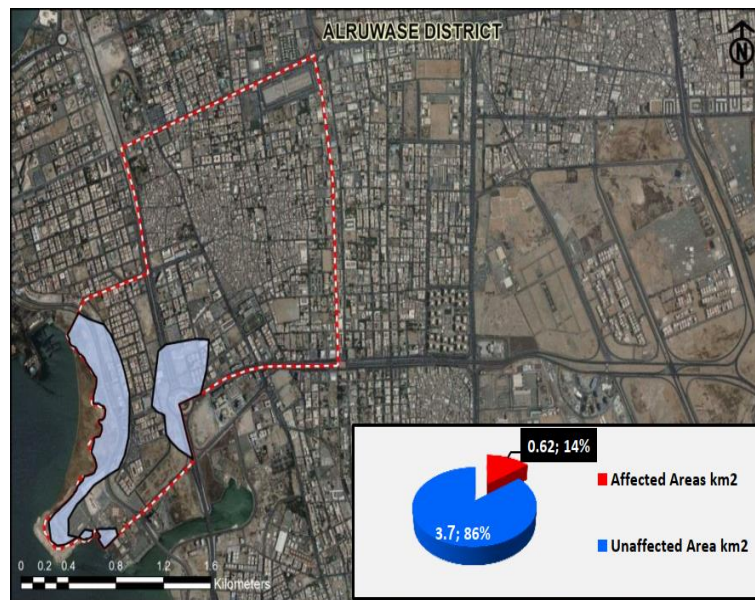 ALRUWASE DISTRICT
N
0.62; 14%
Affected Areas km2
3.7; 86%
Unaffected Area km2
0 0.2 0.4 0.8 1.2 1.6
Kilometers